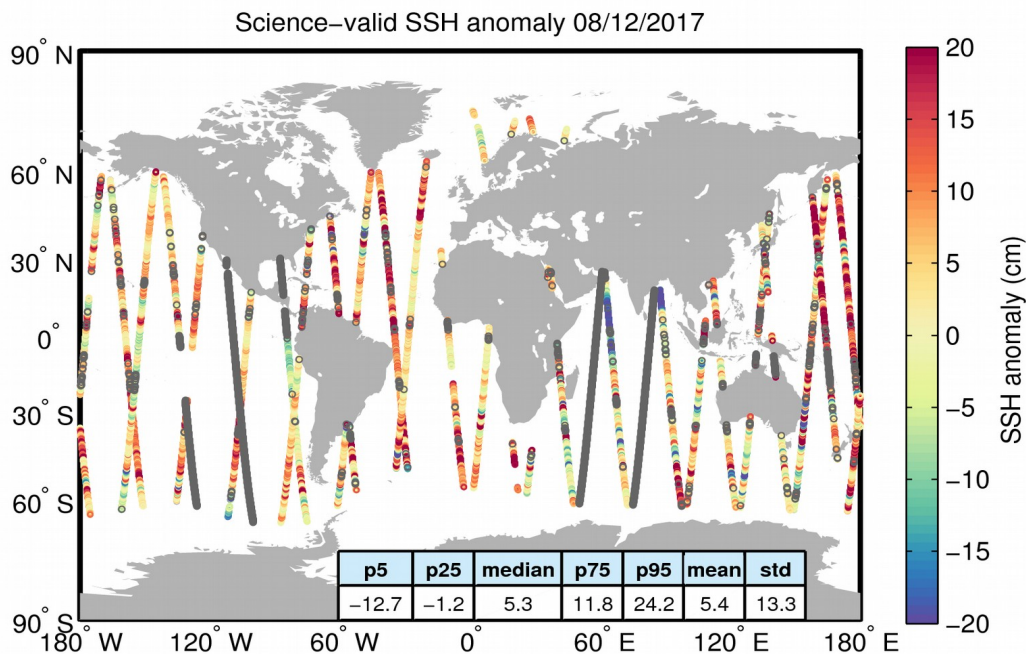 Science−valid SSH anomaly 08/12/2017
90° N
60° N
30° N
0°
30° S
60° S
90° S
180° W
120° W
60° W
0°
60° E
120° E
180° E
p5 p25 median p75 p95 mean std
−12.7 −1.2 5.3 11.8 24.2 5.4 13.3
20
15
10
5
0
−5
−10
−15
−20
SSH anomaly (cm)